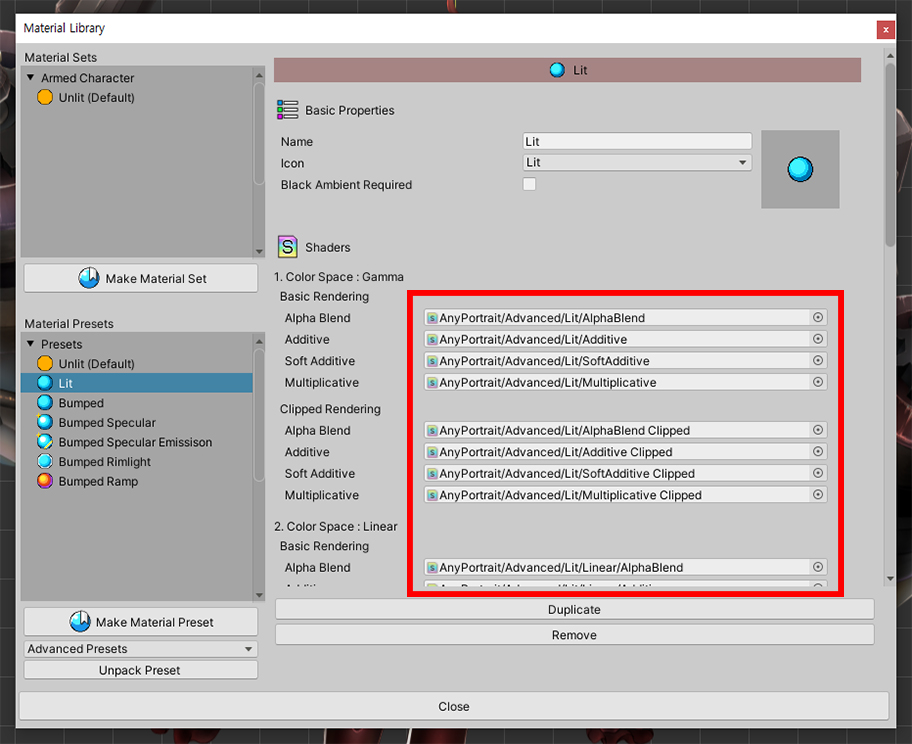 Material Library
x
Material Sets
Armed Character
Unlit (Default)
Make Material Set
Material Presets
Presets
Unlit (Default)
Lit
Bumped
Bumped Specular
Bumped Specular Emissison
Bumped Rimlight
Bumped Ramp
Make Material Preset
Advanced Presets
Unpack Preset
Lit
Basic Properties
Name Lit
Icon Lit
Black Ambient Required
S Shaders
1. Color Space : Gamma
Basic Rendering
Alpha Blend AnyPortrait/Advanced/Lit/AlphaBlend
Additive AnyPortrait/Advanced/Lit/Additive
Soft Additive AnyPortrait/Advanced/Lit/SoftAdditive
Multiplicative AnyPortrait/Advanced/Lit/Multiplicative
Clipped Rendering
Alpha Blend AnyPortrait/Advanced/Lit/AlphaBlend Clipped
Additive AnyPortrait/Advanced/Lit/Additive Clipped
Soft Additive AnyPortrait/Advanced/Lit/SoftAdditive Clipped
Multiplicative AnyPortrait/Advanced/Lit/Multiplicative Clipped
2. Color Space : Linear
Basic Rendering
Alpha Blend AnyPortrait/Advanced/Lit/Linear/AlphaBlend
Duplicate
Remove
Close